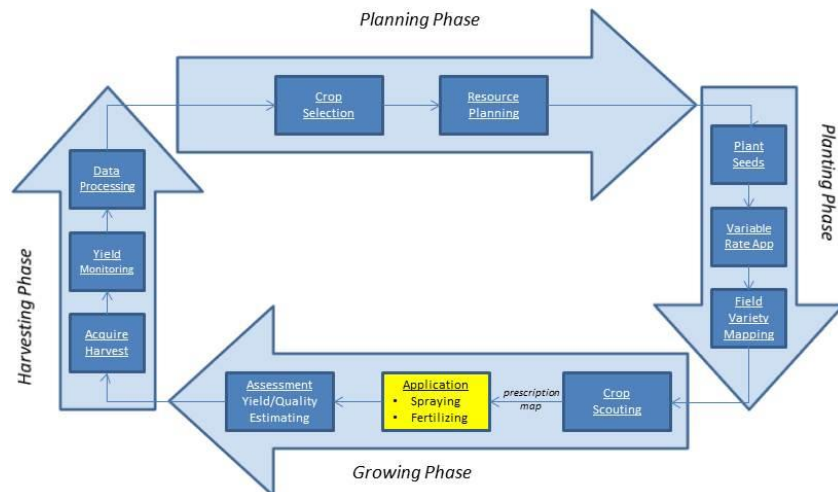 Planning Phase
Crop
Selection
Resource
Planning
Plant
Seeds
Variable
Rate App
Field
Variety
Mapping
Planting Phase
Crop
Scouting
prescription
map
Application
• Spraying
• Fertilizing
Assessment
Yield/Quality
Estimating
Growing Phase
Acquire
Harvest
Yield
Monitoring
Data
Processing
Harvesting Phase